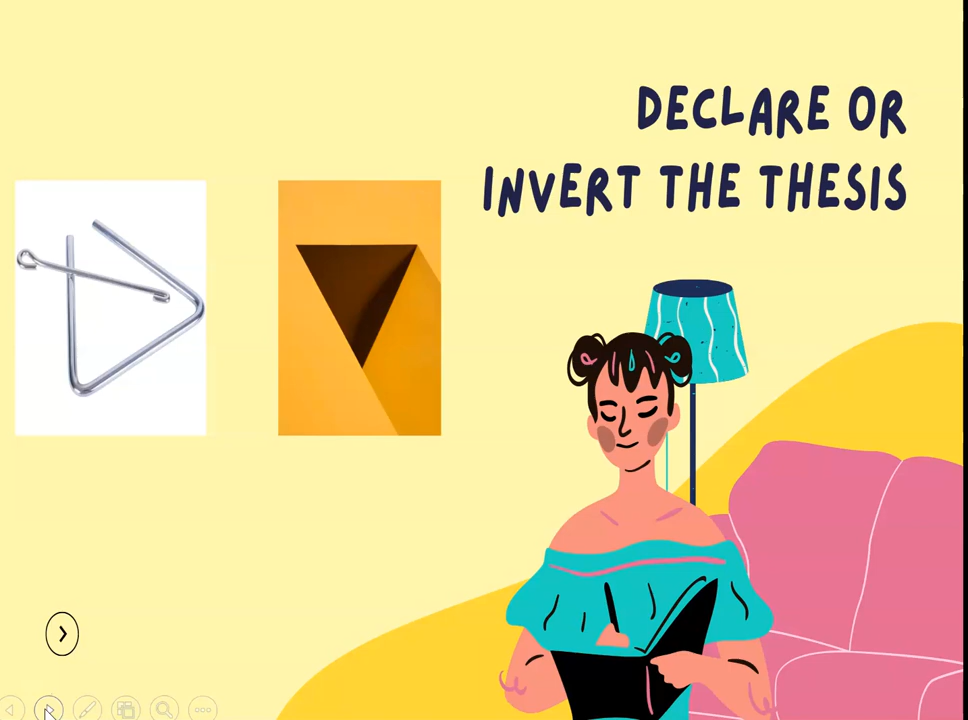 DECLARE OR
INVERT THE THESIS